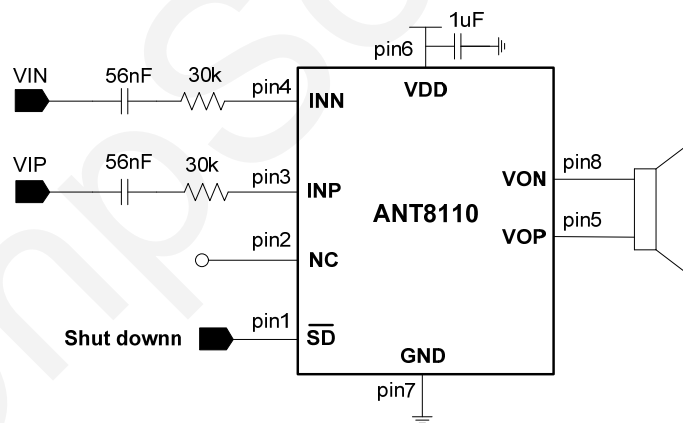 1uF
pin6
VIN
56nF
30k
pin4
INN
VDD
VIP
56nF
30k
pin3
INP
pin8
VON
ANT8110
pin5
VOP
pin2
NC
Shut downn
pin1
SD
GND
pin7